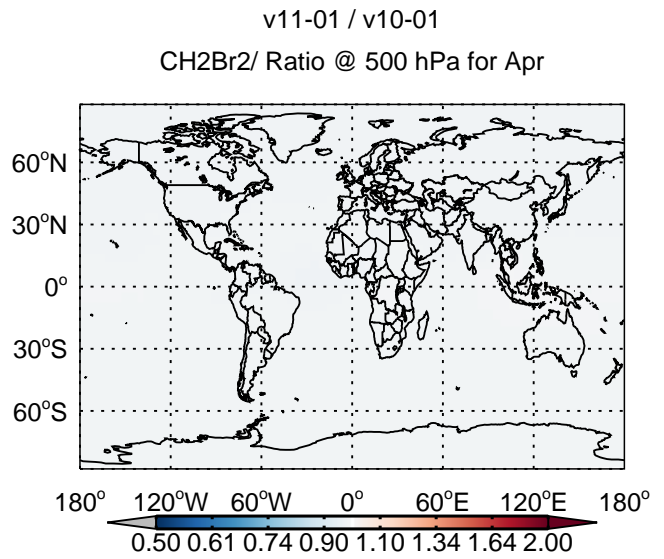 v11-01 / v10-01
CH2Br2/ Ratio @ 500 hPa for Apr
60°N
30°N
0°
30°S
60°S
180° 120°W 60°W 0° 60°E 120°E 180°
0.50 0.61 0.74 0.90 1.10 1.34 1.64 2.00